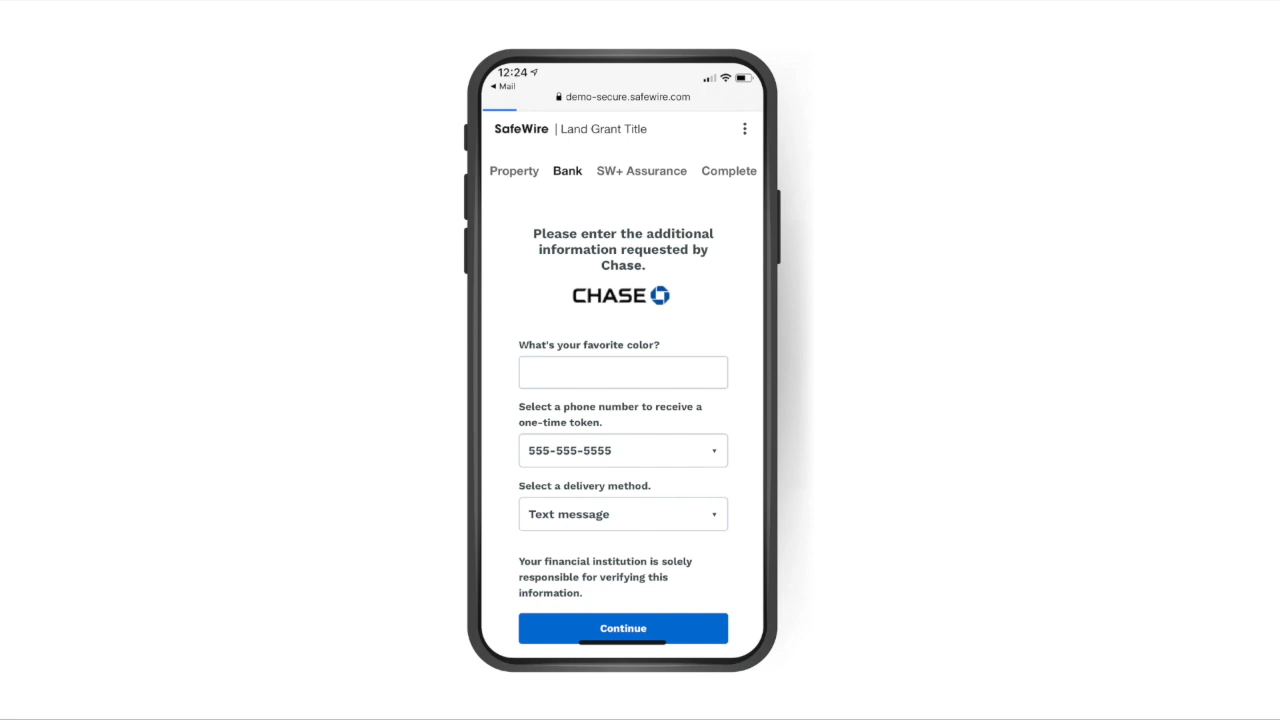 12:24
Mail
demo-secure.safewire.com
SafeWire | Land Grant Title
Property Bank SW+ Assurance Complete
Please enter the additional
information requested by
Chase.
CHASE
What's your favorite color?
Select a phone number to receive a
one-time token.
555-555-5555
Select a delivery method.
Text message
Your financial institution is solely
responsible for verifying this
information.
Continue